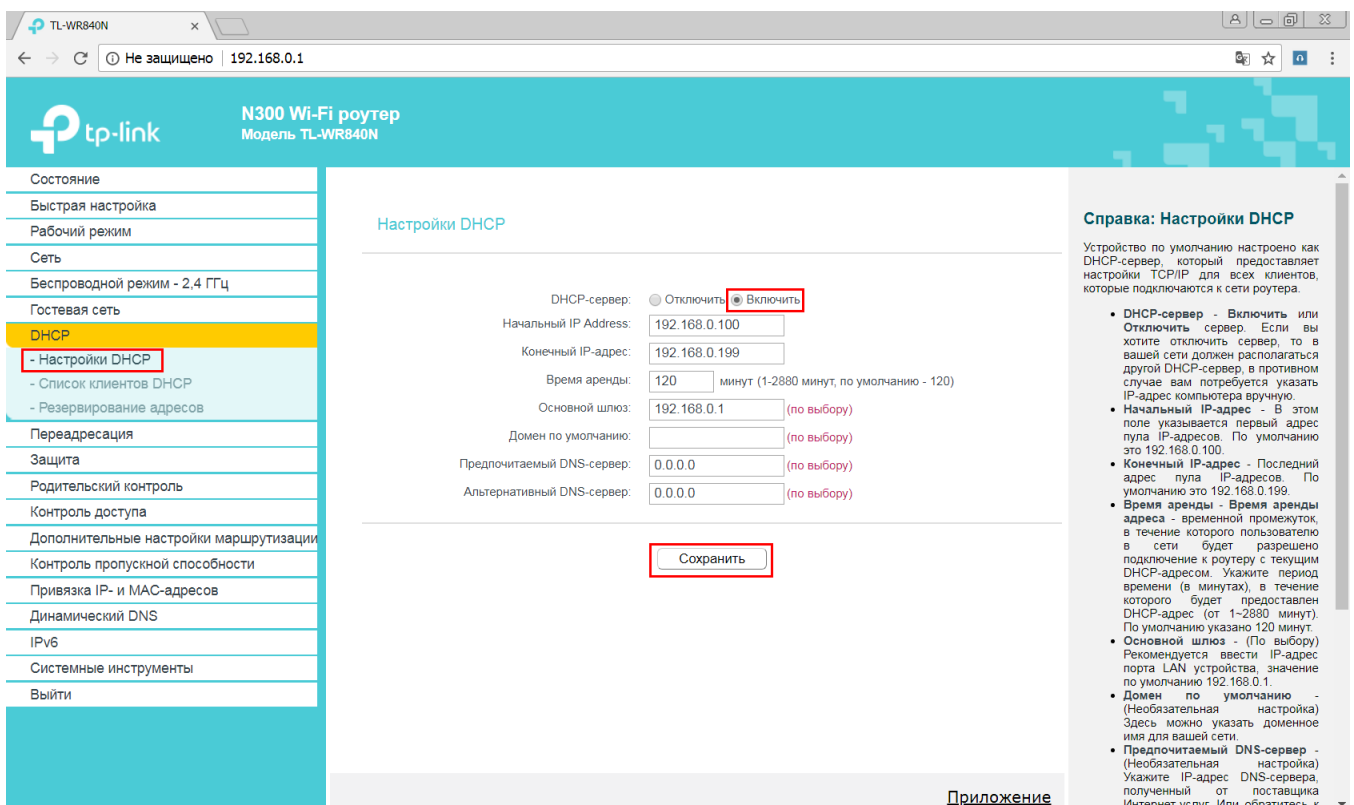 TL-WR840N
Не защищено 192.168.0.1
tp-link
N300 Wi-Fi роутер
Модель TL-WR840N
Состояние
Быстрая настройка
Рабочий режим
Сеть
Беспроводной режим - 2,4 ГГц
Гостевая сеть
DHCP
- Настройки DHCP
- Список клиентов DHCP
- Резервирование адресов
Переадресация
Защита
Родительский контроль
Контроль доступа
Дополнительные настройки маршрутизации
Контроль пропускной способности
Привязка IP- и MAC-адресов
Динамический DNS
IPv6
Системные инструменты
Выйти
Настройки DHCP
DHCP-сервер: Отключить Включить
Начальный IP Address: 192.168.0.100
Конечный IP-адрес: 192.168.0.199
Время аренды: 120 минут (1-2880 минут, по умолчанию - 120)
Основной шлюз: 192.168.0.1 (по выбору)
Домен по умолчанию: (по выбору)
Предпочитаемый DNS-сервер: 0.0.0.0 (по выбору)
Альтернативный DNS-сервер: 0.0.0.0 (по выбору)
Сохранить
Приложение
Справка: Настройки DHCP
Устройство по умолчанию настроено как
DHCP-сервер, который предоставляет
настройки TCP/IP для всех клиентов,
которые подключаются к сети роутера.
• DHCP-сервер - Включить или
Отключить сервер. Если вы
хотите отключить сервер, то в
вашей сети должен располагаться
другой DHCP-сервер, в противном
случае вам потребуется указать
IP-адрес компьютера вручную.
• Начальный IP-адрес - В этом
поле указывается первый адрес
пула IP-адресов. По умолчанию
это 192.168.0.100.
• Конечный IP-адрес - Последний
адрес пула IP-адресов. По
умолчанию это 192.168.0.199.
• Время аренды - Время аренды
адреса - временной промежуток,
в течение которого пользователю
в сети будет разрешено
подключение к роутеру с текущим
DHCP-адресом. Укажите период
времени (в минутах), в течение
которого будет предоставлен
DHCP-адрес (от 1~2880 минут).
По умолчанию указано 120 минут.
• Основной шлюз - (По выбору)
Рекомендуется ввести IP-адрес
порта LAN устройства, значение
по умолчанию 192.168.0.1.
• Домен по умолчанию -
(Необязательная настройка)
Здесь можно указать доменное
имя для вашей сети.
• Предпочитаемый DNS-сервер -
(Необязательная настройка)
Укажите IP-адрес DNS-сервера,
полученный от поставщика
Интернет-услуг. Или обратитесь к